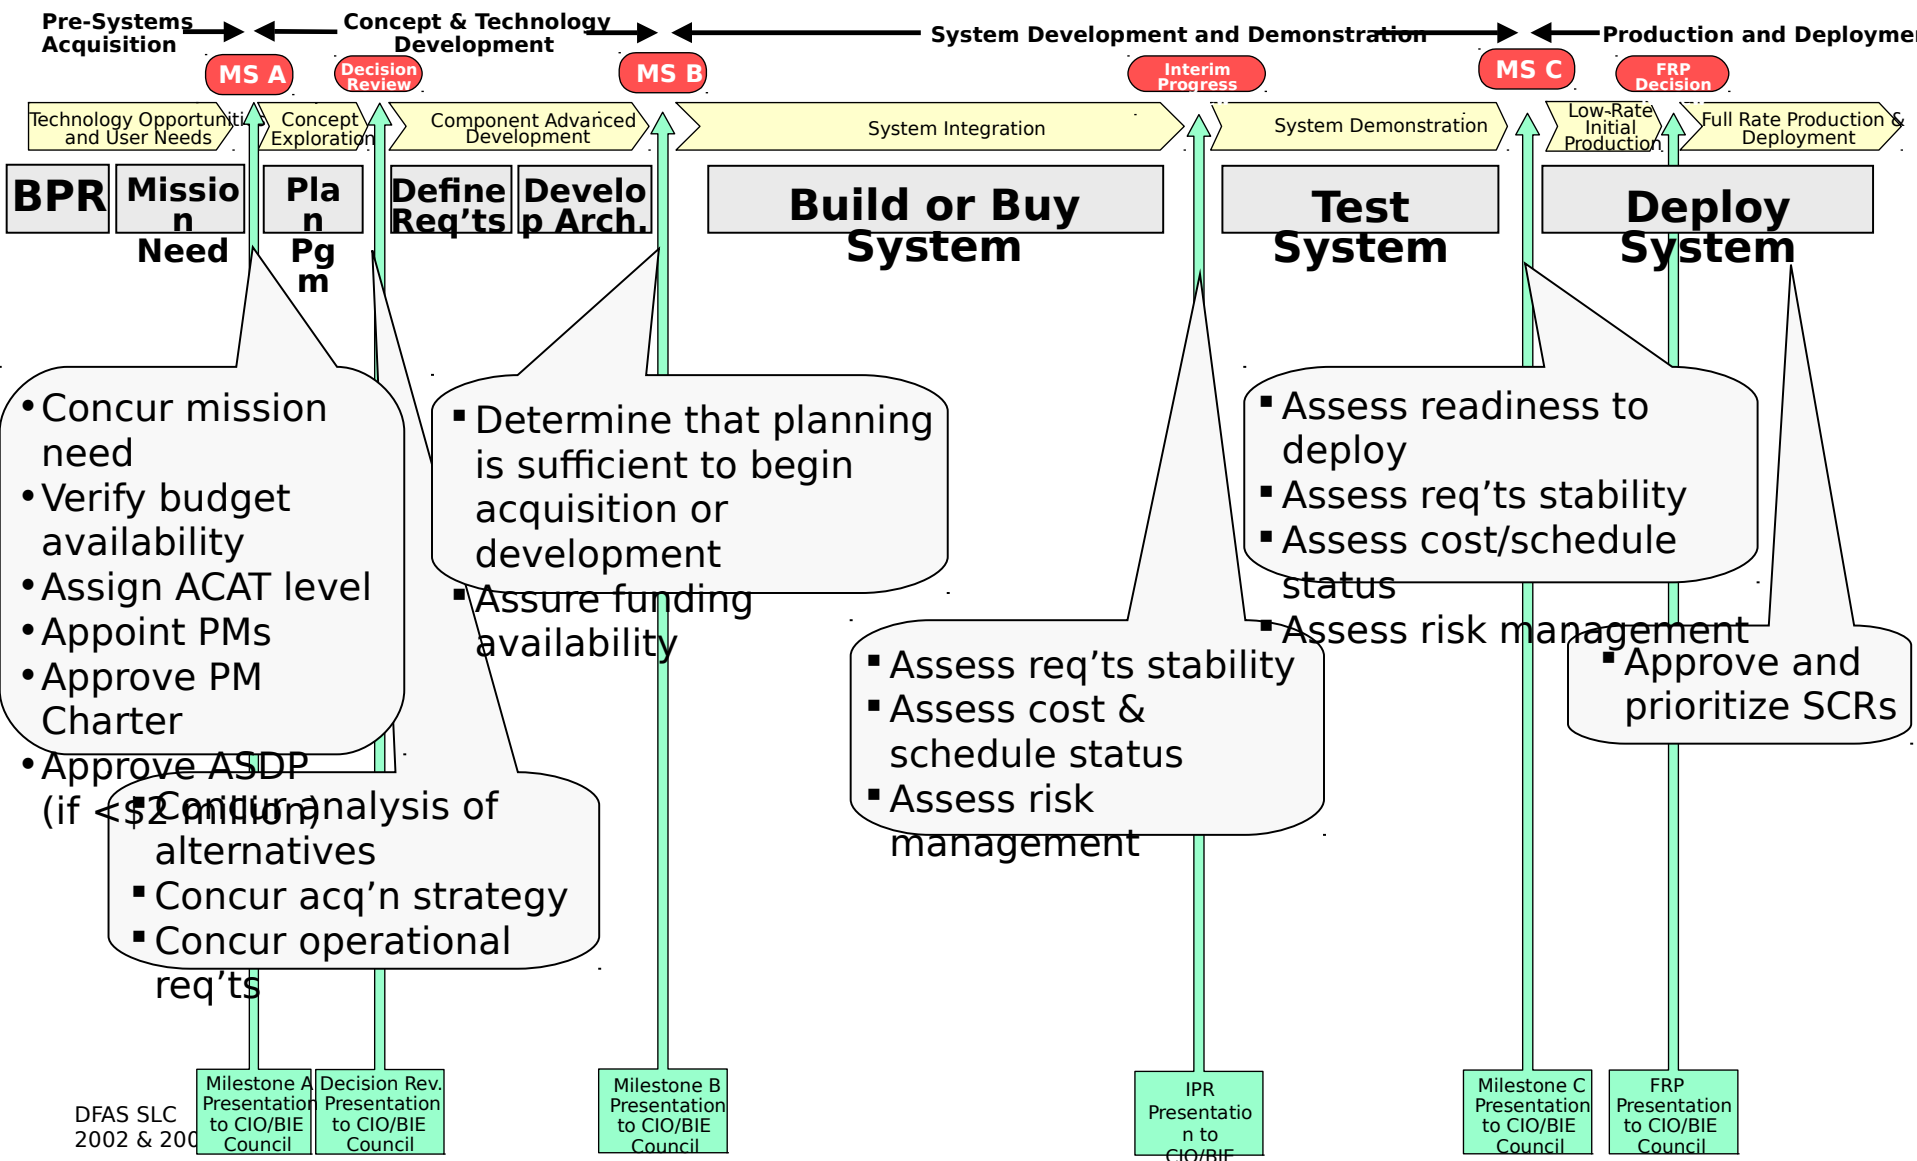 Pre-Systems
Acquisition
Concept & Technology
Development
System Development and Demonstration
Production and Deployme
MS A
Decision
Review
MS B
Interim
Progress
MS C
FRP
Decision
Technology Opportunities
and User Needs
Concept
Exploration
Component Advanced
Development
System Integration
System Demonstration
Low-Rate
Initial
Production
Full Rate Production &
Deployment
BPR
Missio
n
Need
Pla
n
Pg
m
Define
Req’ts
Develo
p Arch.
Build or Buy
System
Test
System
Deploy
System
•Concur mission
need
•Verify budget
availability
•Assign ACAT level
•Appoint PMs
•Approve PM
Charter
•Approve ASDP
(if <$2 million)
▪Concur analysis of
alternatives
▪Concur acq’n strategy
▪Concur operational
req’ts
▪Determine that planning
is sufficient to begin
acquisition or
development
▪Assure funding
availability
▪Assess req’ts stability
▪Assess cost &
schedule status
▪Assess risk
management
▪Assess readiness to
deploy
▪Assess req’ts stability
▪Assess cost/schedule
status
▪Assess risk management
▪Approve and
prioritize SCRs
DFAS SLC
2002 & 200
Milestone A
Presentation
to CIO/BIE
Council
Decision Rev.
Presentation
to CIO/BIE
Council
Milestone B
Presentation
to CIO/BIE
Council
IPR
Presentatio
n to
CIO/BIE
Milestone C
Presentation
to CIO/BIE
Council
FRP
Presentation
to CIO/BIE
Council